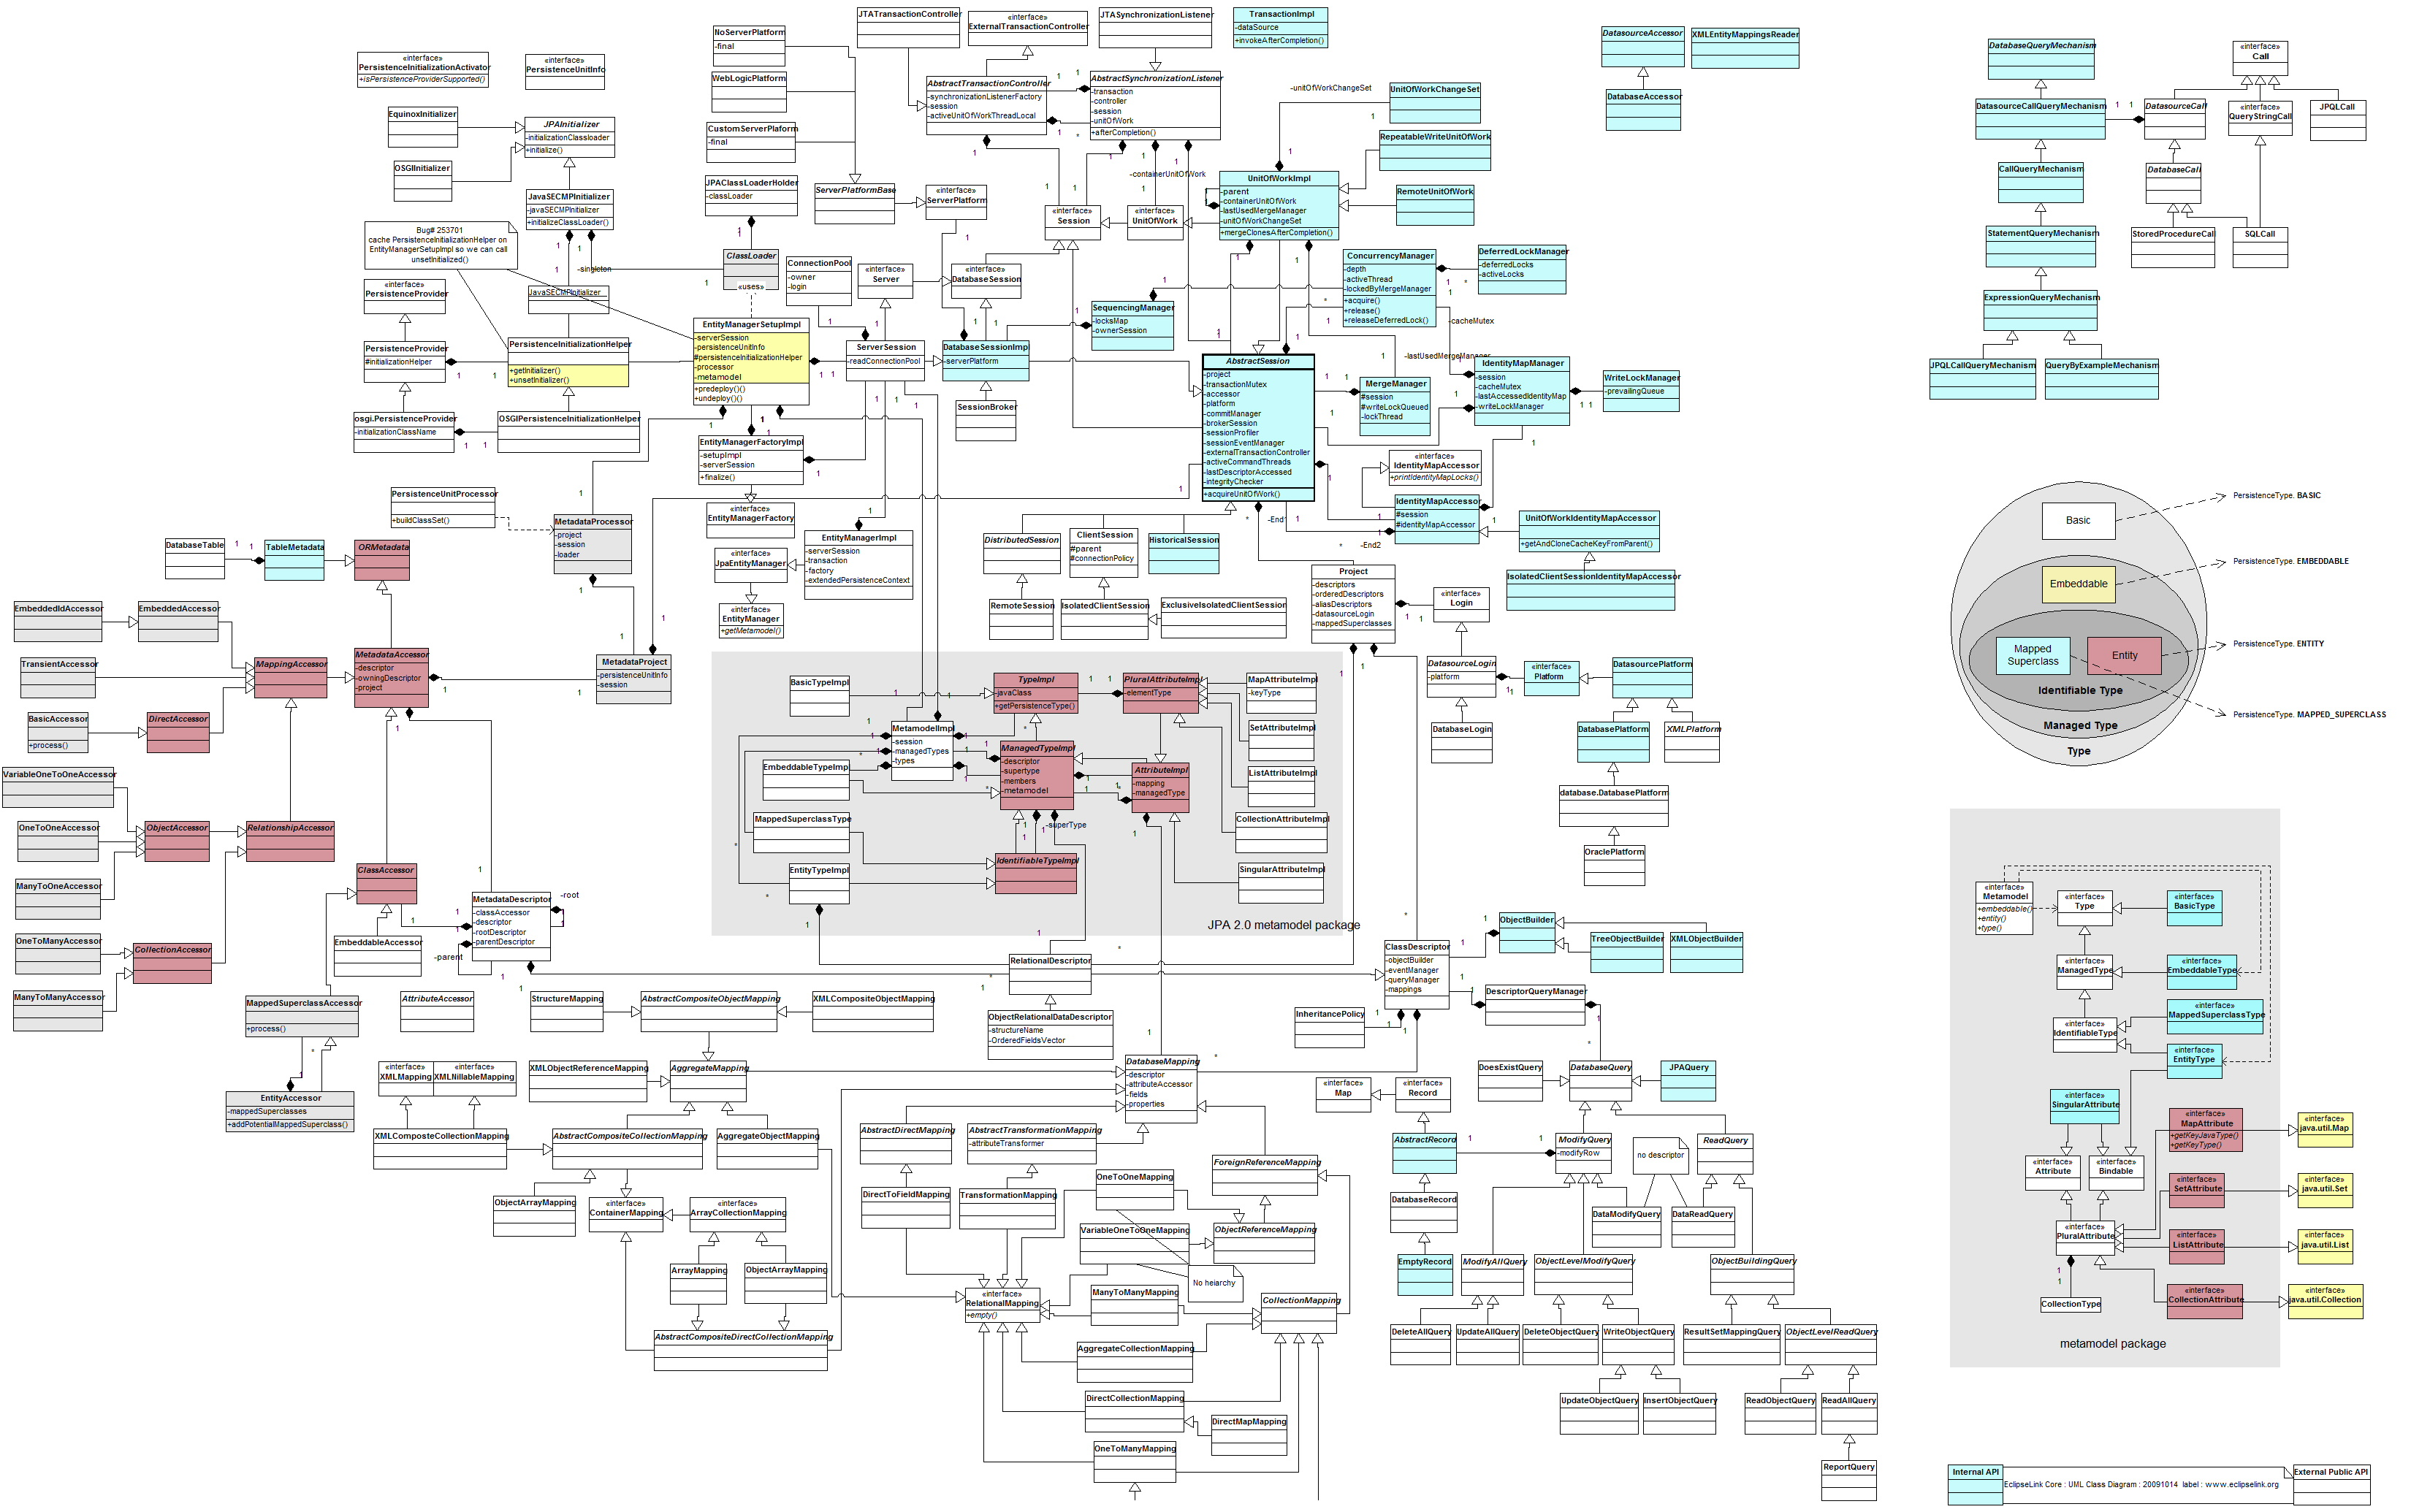 JTATransactionController
«interface»
ExternalTransactionController
JTASynchronizationListener
TransactionImpl
-dataSource
+invokeAfterCompletion()
NoServerPlatform
-final
WebLogicPlatform
CustomServerPlaform
-final
JPAClassLoaderHolder
-classLoader
ServerPlatformBase
«interface»
ServerPlatform
«interface»
PersistenceInitializationActivator
+isPersistenceProviderSupported()
«interface»
PersistenceUnitInfo
EquinoxInitializer
OSGiInitializer
JPAInitializer
-initializationClassloader
+initialize()
JavaSECMPInitializer
-javaSECMPInitializer
+initializeClassLoader()
Bug# 253701
cache PersistenceInitializationHelper on
EntityManagerSetupImpl so we can call
unsetInitialized()
-singleton
JavaSECMPInitializer
ClassLoader
«uses»
AbstractTransactionController
-synchronizationListenerFactory
-session
-activeUnitOfWorkThreadLocal
AbstractSynchronizationListener
-transaction
-controller
-session
-unitOfWork
+afterCompletion()
-unitOfWorkChangeSet
UnitOfWorkChangeSet
RepeatableWriteUnitOfWork
RemoteUnitOfWork
-containerUnitOfWork
UnitOfWorkImpl
-parent
-containerUnitOfWork
-lastUsedMergeManager
-unitOfWorkChangeSet
+mergeClonesAfterCompletion()
«interface»
Session
«interface»
UnitOfWork
DatasourceAccessor
XMLEntityMappingsReader
DatabaseAccessor
DatabaseQueryMechanism
DatasourceCallQueryMechanism
CallQueryMechanism
StatementQueryMechanism
ExpressionQueryMechanism
JPQLCallQueryMechanism
QueryByExampleMechanism
«interface»
Call
DatasourceCall
«interface»
QueryStringCall
JPQLCall
DatabaseCall
StoredProcedureCall
SQLCall
«interface»
PersistenceProvider
PersistenceProvider
#initializationHelper
osgi.PersistenceProvider
-initializationClassName
PersistenceInitializationHelper
+getInitializer()
+unsetInitializer()
OSGiPersistenceInitializationHelper
EntityManagerSetupImpl
-serverSession
-persistenceUnitInfo
#persistenceInitializationHelper
-processor
-metamodel
+predeploy()()
+undeploy()()
ConnectionPool
-owner
-login
«interface»
Server
«interface»
DatabaseSession
ServerSession
-readConnectionPool
DatabaseSessionImpl
-serverPlatform
SessionBroker
SequencingManager
-locksMap
-ownerSession
ConcurrencyManager
-depth
-activeThread
-lockedByMergeManager
+acquire()
+release()
+releaseDeferredLock()
DeferredLockManager
-deferredLocks
-activeLocks
-cacheMutex
-lastUsedMergeManager
AbstractSession
-project
-transactionMutex
-accessor
-platform
-commitManager
-brokerSession
-sessionProfiler
-sessionEventManager
-externalTransactionController
-activeCommandThreads
-lastDescriptorAccessed
-integrityChecker
+acquireUnitOfWork()
MergeManager
#session
#writeLockQueued
-lockThread
IdentityMapManager
-session
-cacheMutex
-lastAccessedIdentityMap
-writeLockManager
WriteLockManager
-prevailingQueue
«interface»
IdentityMapAccessor
+printIdentityMapLocks()
IdentityMapAccessor
#session
#identityMapAccessor
UnitOfWorkIdentityMapAccessor
+getAndCloneCacheKeyFromParent()
IsolatedClientSessionIdentityMapAccessor
-End1
-End2
EntityManagerFactoryImpl
-setupImpl
-serverSession
+finalize()
«interface»
EntityManagerFactory
EntityManagerImpl
-serverSession
-transaction
-factory
-extendedPersistenceContext
«interface»
JpaEntityManager
«interface»
EntityManager
+getMetamodel()
PersistenceUnitProcessor
+buildClassSet()
MetadataProcessor
-project
-session
-loader
MetadataProject
-persistenceUnitInfo
-session
DatabaseTable
TableMetadata
ORMetadata
EmbeddedIdAccessor
EmbeddedAccessor
TransientAccessor
MappingAccessor
MetadataAccessor
-descriptor
-owningDescriptor
-project
BasicAccessor
+process()
DirectAccessor
VariableOneToOneAccessor
OneToOneAccessor
ObjectAccessor
RelationshipAccessor
ManyToOneAccessor
OneToManyAccessor
CollectionAccessor
ManyToManyAccessor
ClassAccessor
EmbeddableAccessor
MetadataDescriptor
-classAccessor
-descriptor
-rootDescriptor
-parentDescriptor
-root
-parent
MappedSuperclassAccessor
+process()
EntityAccessor
-mappedSuperclasses
+addPotentialMappedSuperclass()
AttributeAccessor
DistributedSession
ClientSession
#parent
#connectionPolicy
HistoricalSession
RemoteSession
IsolatedClientSession
ExclusiveIsolatedClientSession
Project
-descriptors
-orderedDescriptors
-aliasDescriptors
-datasourceLogin
-mappedSuperclasses
«interface»
Login
DatasourceLogin
-platform
DatabaseLogin
«interface»
Platform
DatasourcePlatform
DatabasePlatform
XMLPlatform
database.DatabasePlatform
OraclePlatform
BasicTypeImpl
TypeImpl
-javaClass
+getPersistenceType()
PluralAttributeImpl
-elementType
MapAttributeImpl
-keyType
SetAttributeImpl
ListAttributeImpl
CollectionAttributeImpl
SingularAttributeImpl
MetamodelImpl
-session
-managedTypes
-types
ManagedTypeImpl
-descriptor
-supertype
-members
-metamodel
AttributeImpl
-mapping
-managedType
EmbeddableTypeImpl
MappedSuperclassType
EntityTypeImpl
IdentifiableTypeImpl
-superType
JPA 2.0 metamodel package
RelationalDescriptor
ObjectRelationalDataDescriptor
-structureName
-OrderedFieldsVector
ClassDescriptor
-objectBuilder
-eventManager
-queryManager
-mappings
ObjectBuilder
TreeObjectBuilder
XMLObjectBuilder
DescriptorQueryManager
InheritancePolicy
StructureMapping
AbstractCompositeObjectMapping
XMLCompositeObjectMapping
«interface»
XMLMapping
«interface»
XMLNillableMapping
XMLObjectReferenceMapping
AggregateMapping
XMLComposteCollectionMapping
AbstractCompositeCollectionMapping
AggregateObjectMapping
ObjectArrayMapping
«interface»
ContainerMapping
«interface»
ArrayCollectionMapping
ArrayMapping
ObjectArrayMapping
AbstractCompositeDirectCollectionMapping
DatabaseMapping
-descriptor
-attributeAccessor
-fields
-properties
AbstractDirectMapping
AbstractTransformationMapping
-attributeTransformer
DirectToFieldMapping
TransformationMapping
ForeignReferenceMapping
OneToOneMapping
VariableOneToOneMapping
ObjectReferenceMapping
No heiarchy
«interface»
RelationalMapping
+empty()
ManyToManyMapping
CollectionMapping
AggregateCollectionMapping
DirectCollectionMapping
DirectMapMapping
OneToManyMapping
«interface»
Map
«interface»
Record
AbstractRecord
DatabaseRecord
EmptyRecord
DoesExistQuery
DatabaseQuery
JPAQuery
ModifyQuery
-modifyRow
no descriptor
ReadQuery
DataModifyQuery
DataReadQuery
ModifyAllQuery
ObjectLevelModifyQuery
ObjectBuildingQuery
DeleteAllQuery
UpdateAllQuery
DeleteObjectQuery
WriteObjectQuery
ResultSetMappingQuery
ObjectLevelReadQuery
UpdateObjectQuery
InsertObjectQuery
ReadObjectQuery
ReadAllQuery
ReportQuery
Basic
Embeddable
Mapped
Superclass
Entity
Identifiable Type
Managed Type
Type
PersistenceType. BASIC
PersistenceType. EMBEDDABLE
PersistenceType. ENTITY
PersistenceType. MAPPED_SUPERCLASS
«interface»
Metamodel
+embeddable()
+entity()
+type()
«interface»
Type
«interface»
BasicType
«interface»
ManagedType
«interface»
EmbeddableType
«interface»
MappedSuperclassType
«interface»
IdentifiableType
«interface»
EntityType
«interface»
SingularAttribute
«interface»
MapAttribute
+getKeyJavaType()
+getKeyType()
«interface»
java.util.Map
«interface»
Attribute
«interface»
Bindable
«interface»
SetAttribute
«interface»
java.util.Set
«interface»
PluralAttribute
«interface»
ListAttribute
«interface»
java.util.List
CollectionType
«interface»
CollectionAttribute
«interface»
java.util.Collection
metamodel package
Internal API
EclipseLink Core : UML Class Diagram : 20091014 label : www.eclipselink.org
External Public API